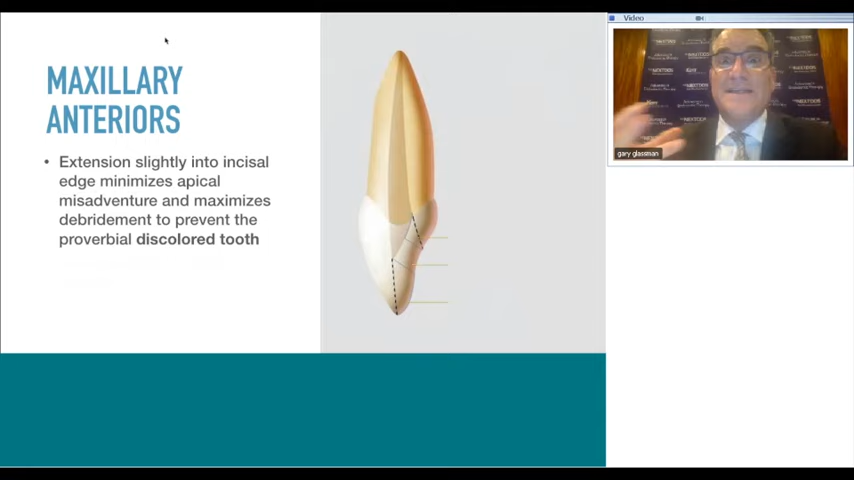 MAXILLARY
ANTERIORS
• Extension slightly into incisal
edge minimizes apical
misadventure and maximizes
debridement to prevent the
proverbial discolored tooth
Video
gary glassman